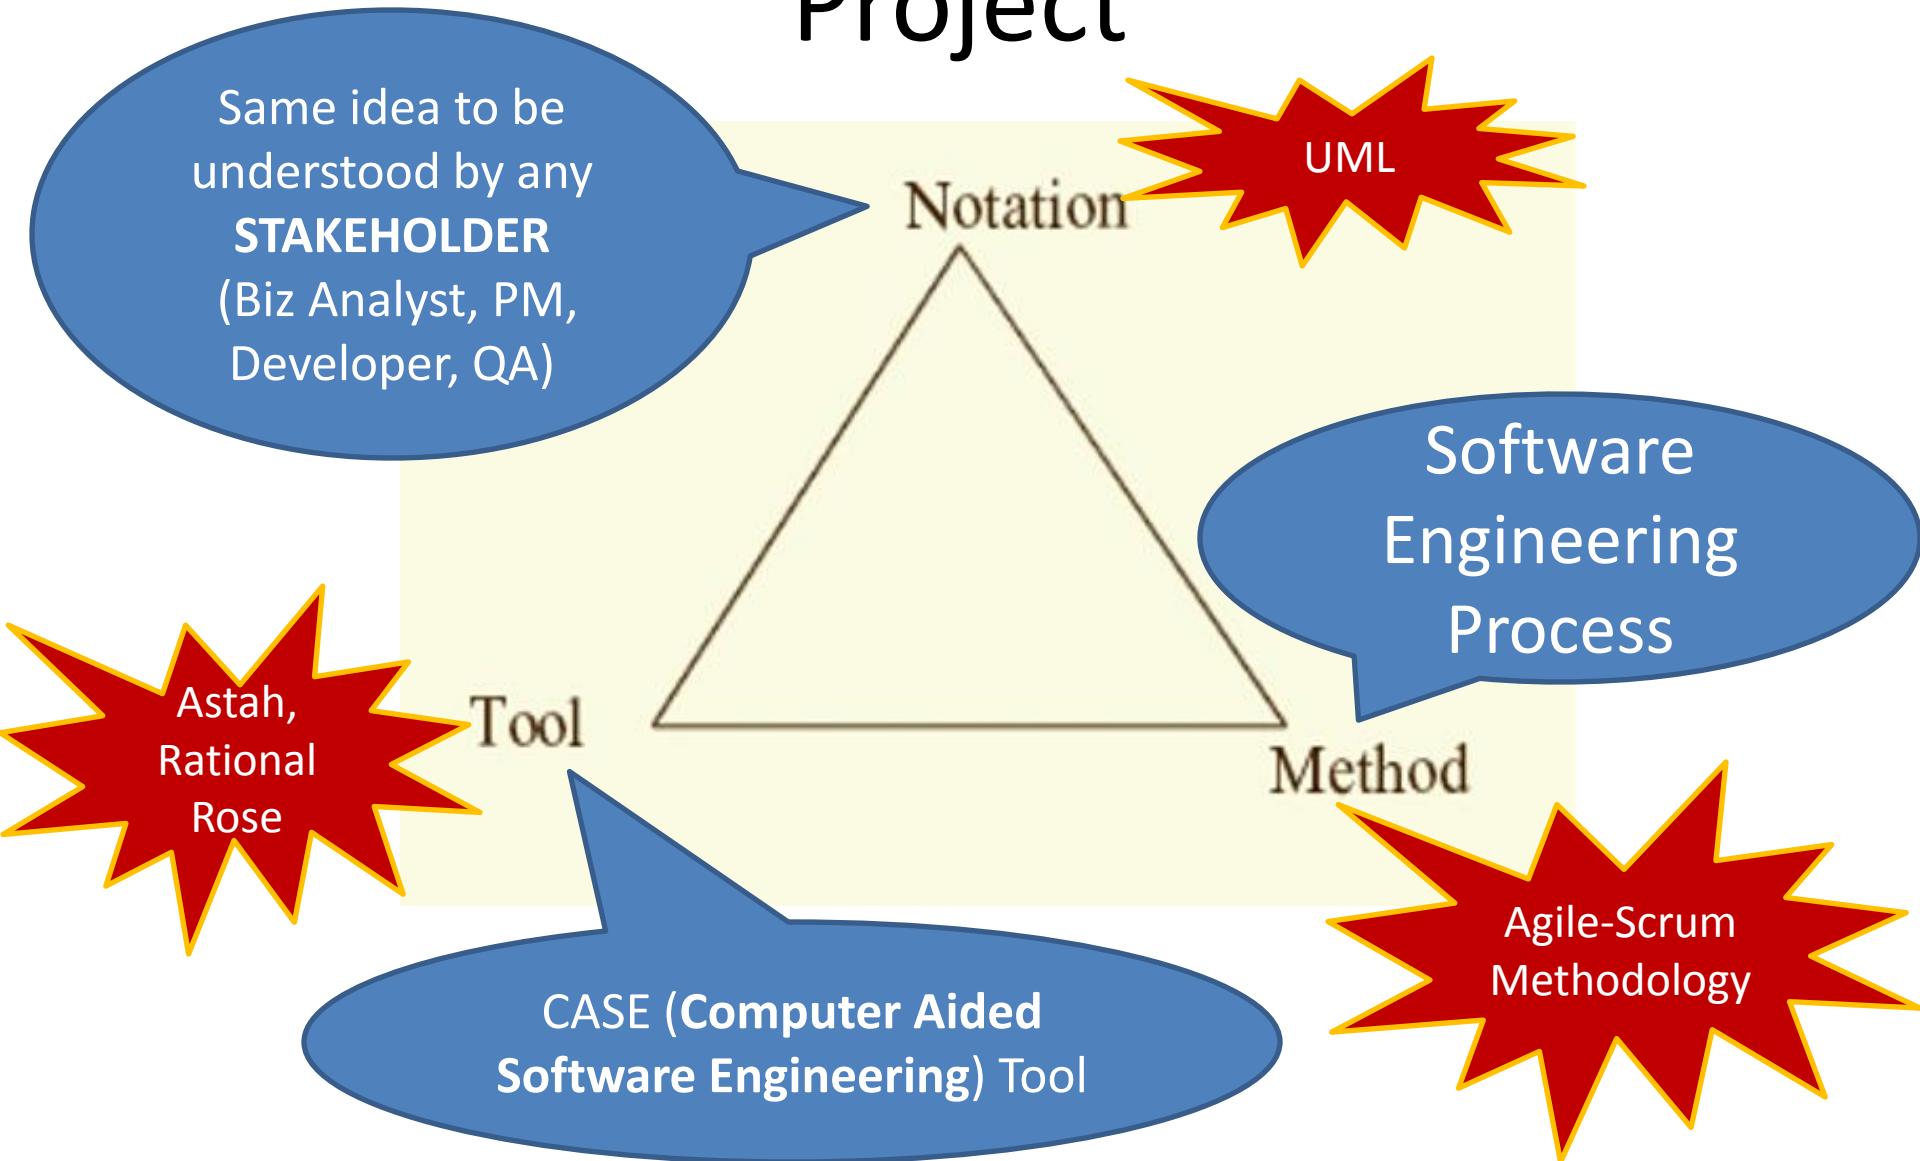 Project
Same idea to be
understood by any
STAKEHOLDER
(Biz Analyst, PM,
Developer, QA)
UML
Notation
Software
Engineering
Process
Astah,
Rational
Rose
Tool
Method
Agile-Scrum
Methodology
CASE (Computer Aided
Software Engineering) Tool